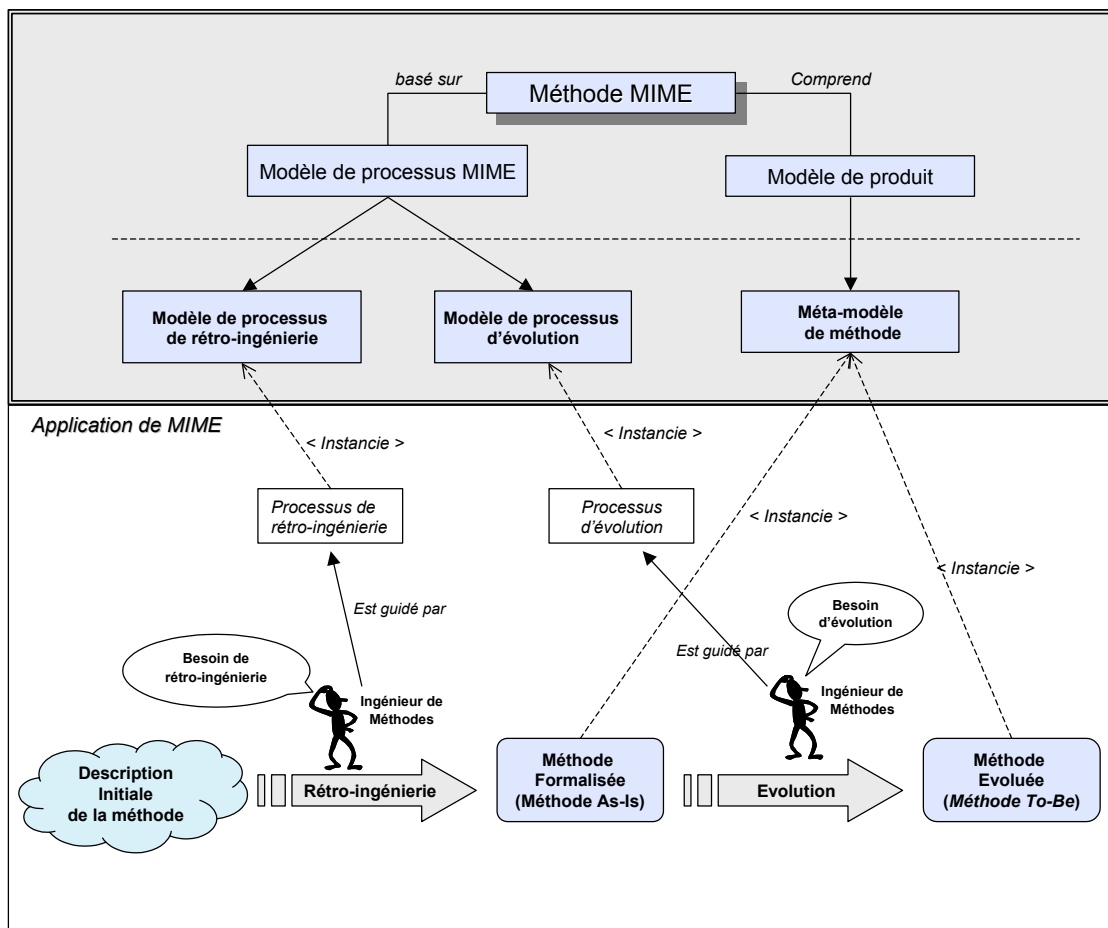 basé sur
Méthode MIME
Comprend
Modèle de processus MIME
Modèle de produit
Modèle de processus
de rétro-ingénierie
Modèle de processus
d'évolution
Méta-modèle
de méthode
Application de MIME
< Instancie >
< Instancie >
Processus de
rétro-ingénierie
Processus
d'évolution
< Instancie >
< Instancie >
Est guidé par
Besoin
d'évolution
Est guidé par
Besoin de
rétro-ingénierie
Ingénieur de
Méthodes
Ingénieur de
Méthodes
Description
Initiale
de la méthode
Rétro-ingénierie
Méthode
Formalisée
(Méthode As-Is)
Evolution
Méthode
Evoluée
(Méthode To-Be)